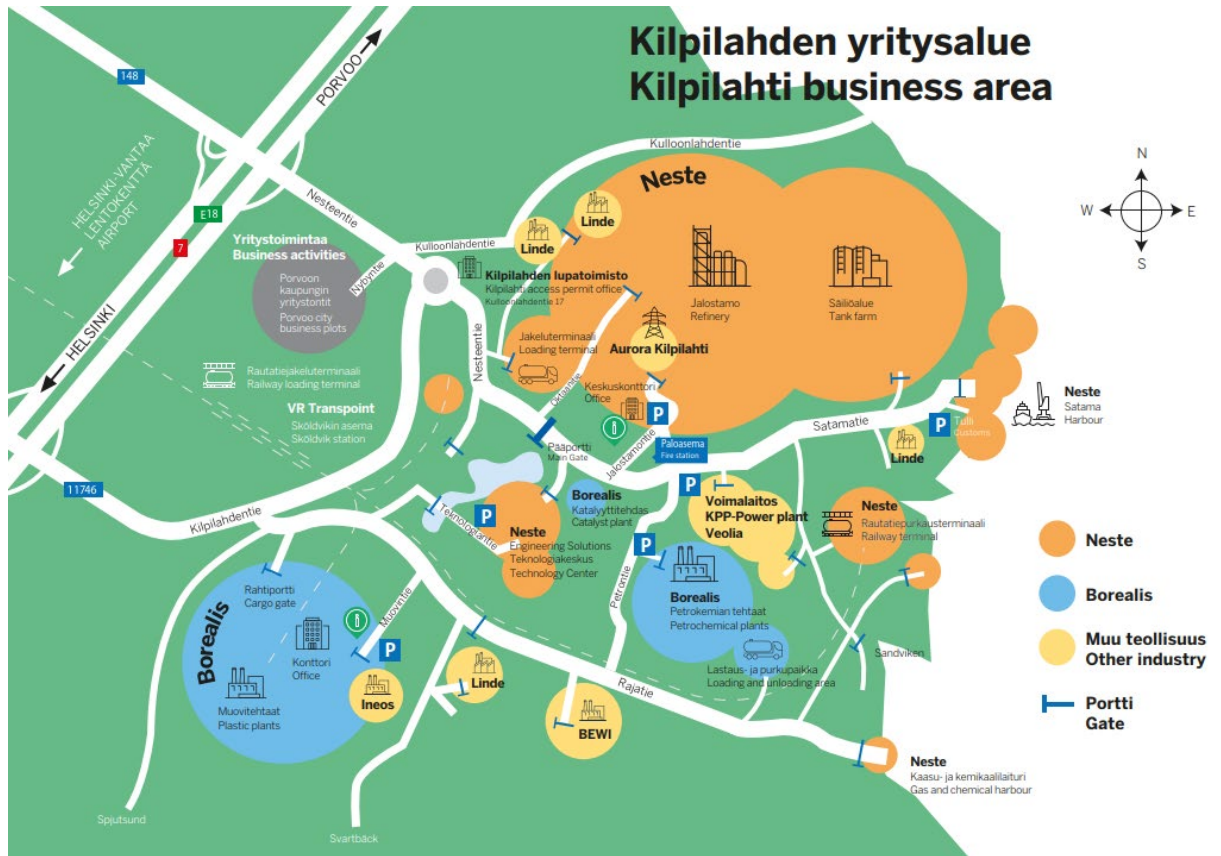 Kilpilahden yritysalue
Kilpilahti business area
148
PORVOO
HELSINKI-VANTAA
LENTOKENTTÄ
AIRPORT
E18
7
HELSINKI
Nesteentie
Kulloonlahdentie
Neste
N
W
E
S
Linde
Linde
Kulloonlahdentie
Yritystoimintaa
Business activities
Nybyntie
Porvoon
kaupungin
yritystontit
Porvoo city
business plots
Kilpilahden lupatoimisto
Kilpilahti access permit office
Kulloonlahdentie 17
Jalostamo
Refinery
Säiliöalue
Tank farm
Nesteentie
Jakeluterminaali
Loading terminal
Aurora Kilpilahti
Rautatiejakeluterminaali
Railway loading terminal
Oktaanitie
Keskuskonttori
Office
P
VR Transpoint
Sköldvikin asema
Sköldvik station
Neste
Satama
Harbour
Satamatie
P
Tulli
Customs
Linde
Pääportti
Main Gate
Jalostamontie
Paloasema
Fire station
11746
Kilpilahdentie
P
Teknologiantie
P
Neste
Engineering Solutions
Teknologiakeskus
Technology Center
Borealis
Katalyyttitehdas
Catalyst plant
Voimalaitos
KPP-Power plant
Veolia
Neste
Rautatiepurkausterminaali
Railway terminal
P
Petrontie
Borealis
Petrokemian tehtaat
Petrochemical plants
Lastaus- ja purkupaikka
Loading and unloading area
Sandviken
Rahtiportti
Cargo gate
Borealis
Muovintie
Konttori
Office
P
Muovitehtaat
Plastic plants
Ineos
Linde
Rajatie
BEWI
Neste
Kaasu- ja kemikaalilaituri
Gas and chemical harbour
Spjutsund
Svartbäck
Neste
Borealis
Muu teollisuus
Other industry
Portti
Gate